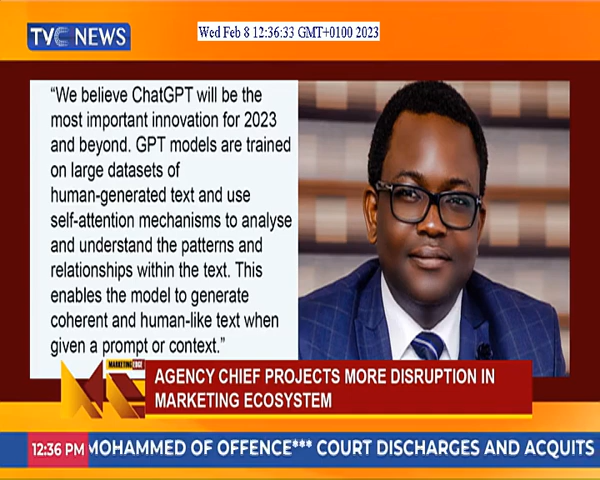 TVC NEWS
Wed Feb 8 12:36:33 GMT+0100 2023
“We believe ChatGPT will be the
most important innovation for 2023
and beyond. GPT models are trained
on large datasets of
human-generated text and use
self-attention mechanisms to analyse
and understand the patterns and
relationships within the text. This
enables the model to generate
coherent and human-like text when
given a prompt or context.”
MARKETING EDGE
AGENCY CHIEF PROJECTS MORE DISRUPTION IN
MARKETING ECOSYSTEM
12:36 PM MOHAMMED OF OFFENCE*** COURT DISCHARGES AND ACQUITS